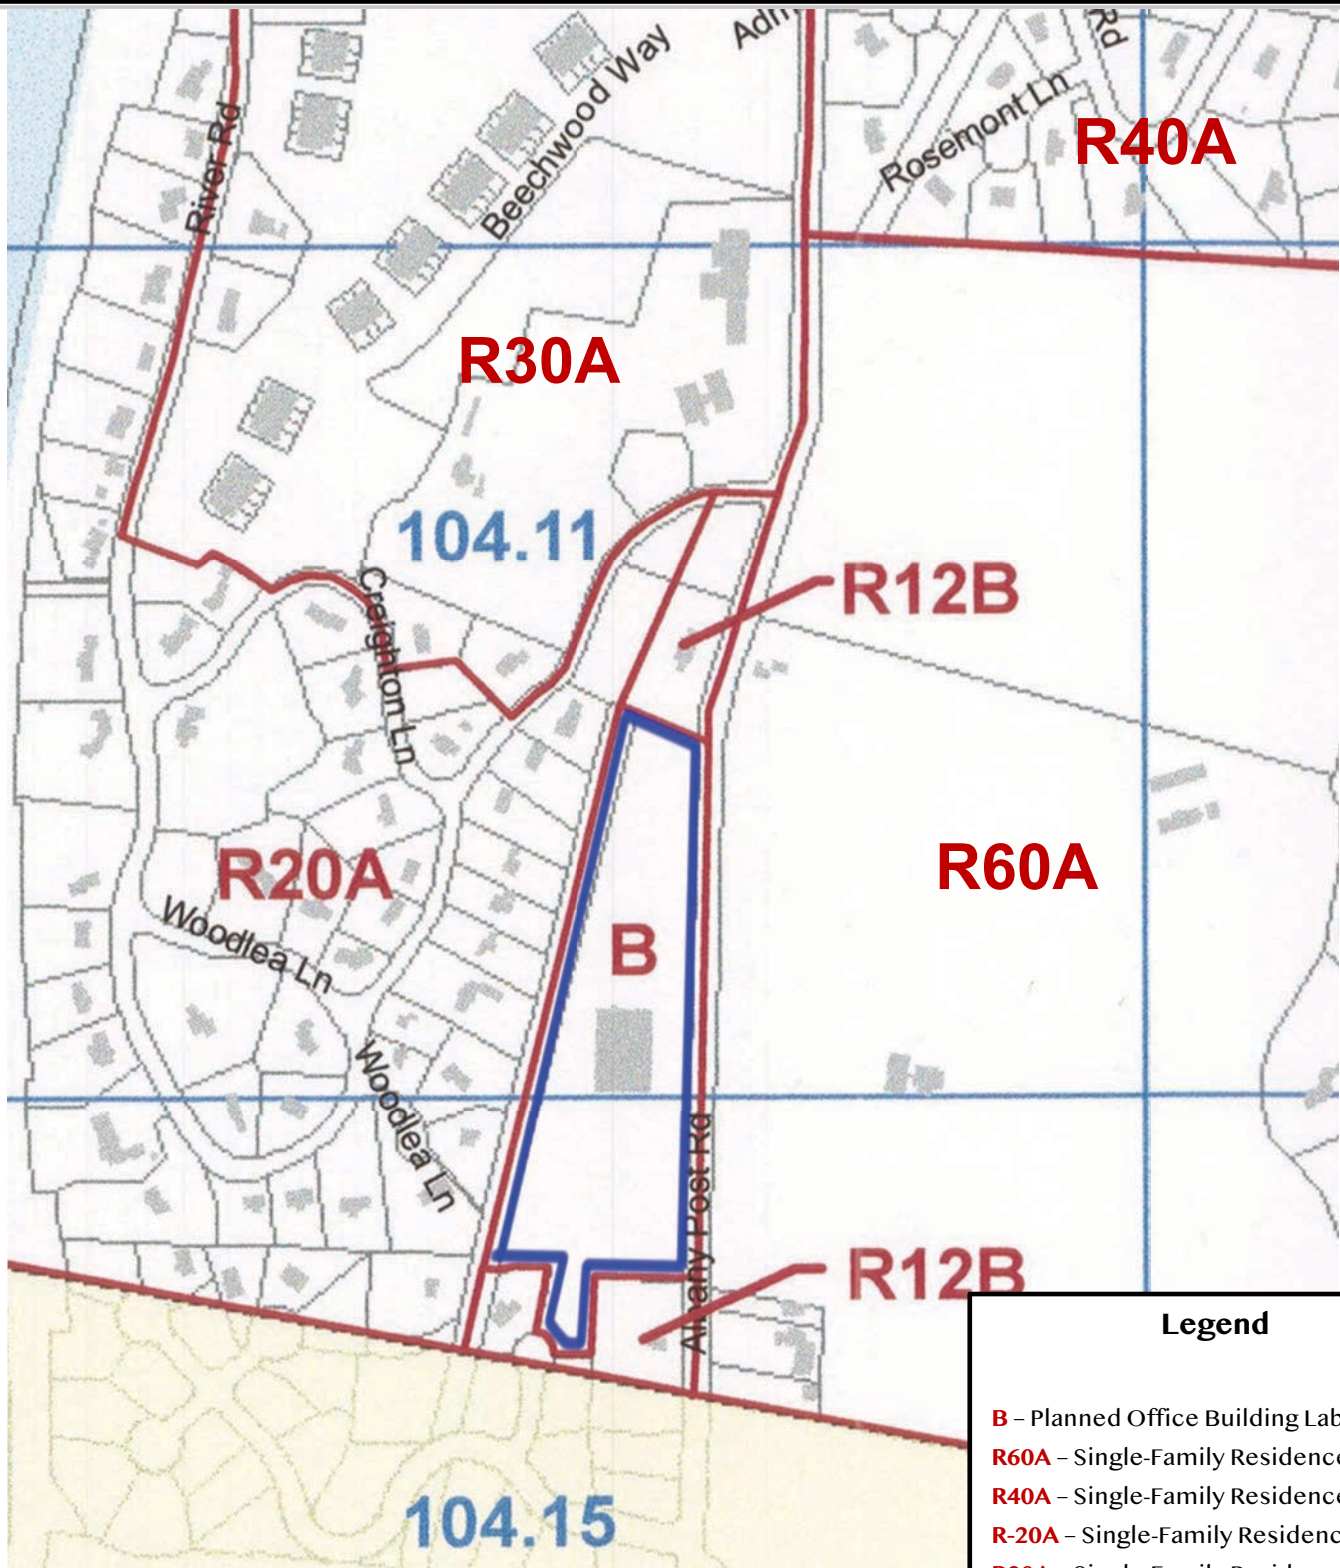 Adm
Rd
River Rd
Beechwood Way
Rosemont Ln
R40A
R30A
104.11
R12B
Creighton Ln
R20A
R60A
Woodlea Ln
B
Woodlea Ln
Albany Post Rd
R12B
Legend
B – Planned Office Building Lab
R60A – Single-Family Residence
R40A – Single-Family Residence
R-20A – Single-Family Residenc
104.15